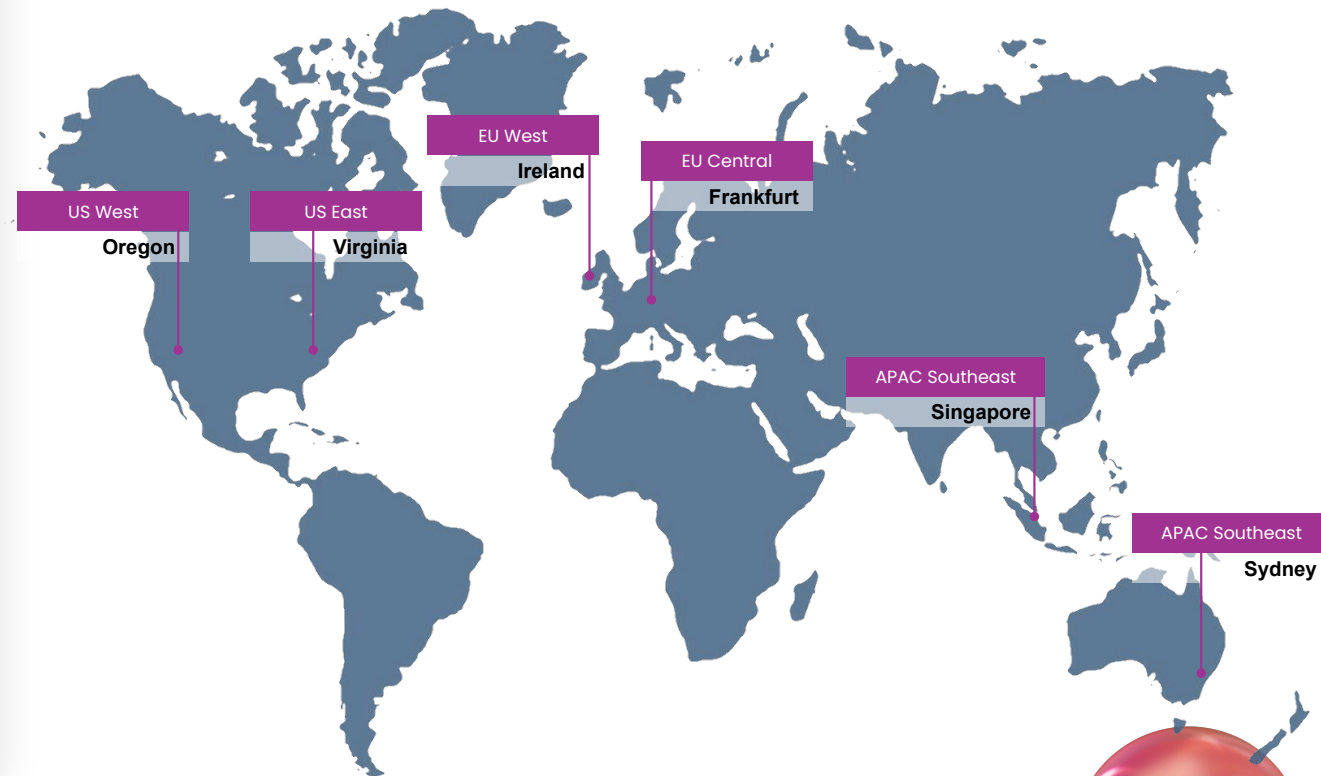 EU West
Ireland
EU Central
Frankfurt
US West
Oregon
US East
Virginia
APAC Southeast
Singapore
APAC Southeast
Sydney